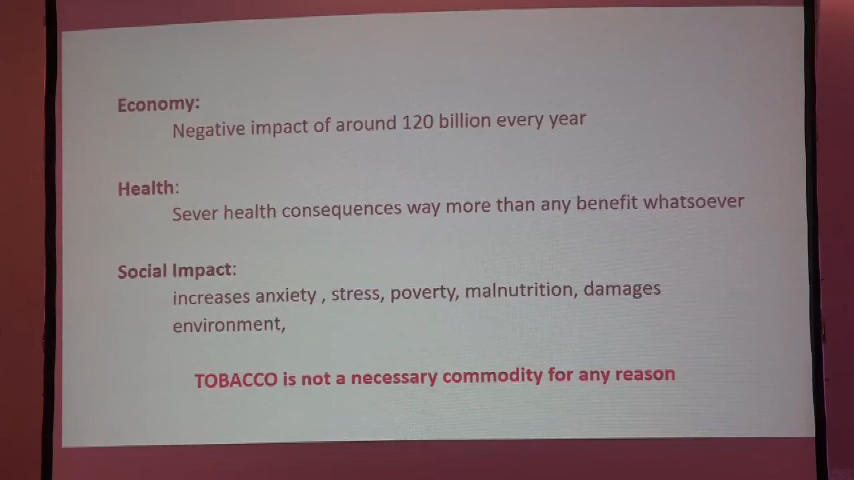 Economy:
Negative impact of around 120 billion every year
Health:
Sever health consequences way more than any benefit whatsoever
Social Impact:
increases anxiety , stress, poverty, malnutrition, damages
environment,
TOBACCO is not a necessary commodity for any reason